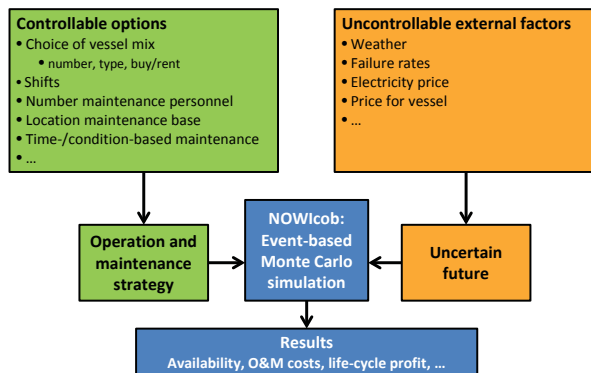 Controllable options
• Choice of vessel mix
• number, type, buy/rent
• Shifts
• Number maintenance personnel
• Location maintenance base
• Time-/condition-based maintenance
• ...
Uncontrollable external factors
• Weather
• Failure rates
• Electricity price
• Price for vessel
• ...
Operation and
maintenance
strategy
NOWIcob:
Event-based
Monte Carlo
simulation
Uncertain
future
Results
Availability, O&M costs, life-cycle profit, ...